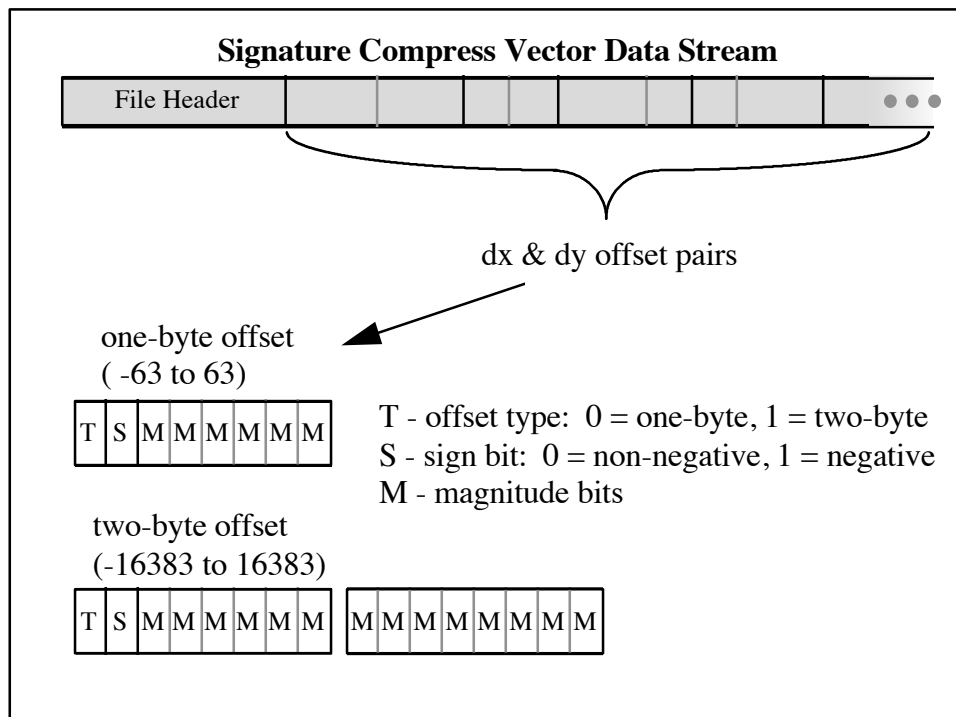 Signature Compress Vector Data Stream
File Header
dx & dy offset pairs
one-byte offset
( -63 to 63)
T S M M M M M M
T - offset type: 0 = one-byte, 1 = two-byte
S - sign bit: 0 = non-negative, 1 = negative
M - magnitude bits
two-byte offset
(-16383 to 16383)
T S M M M M M M M M M M M M M M